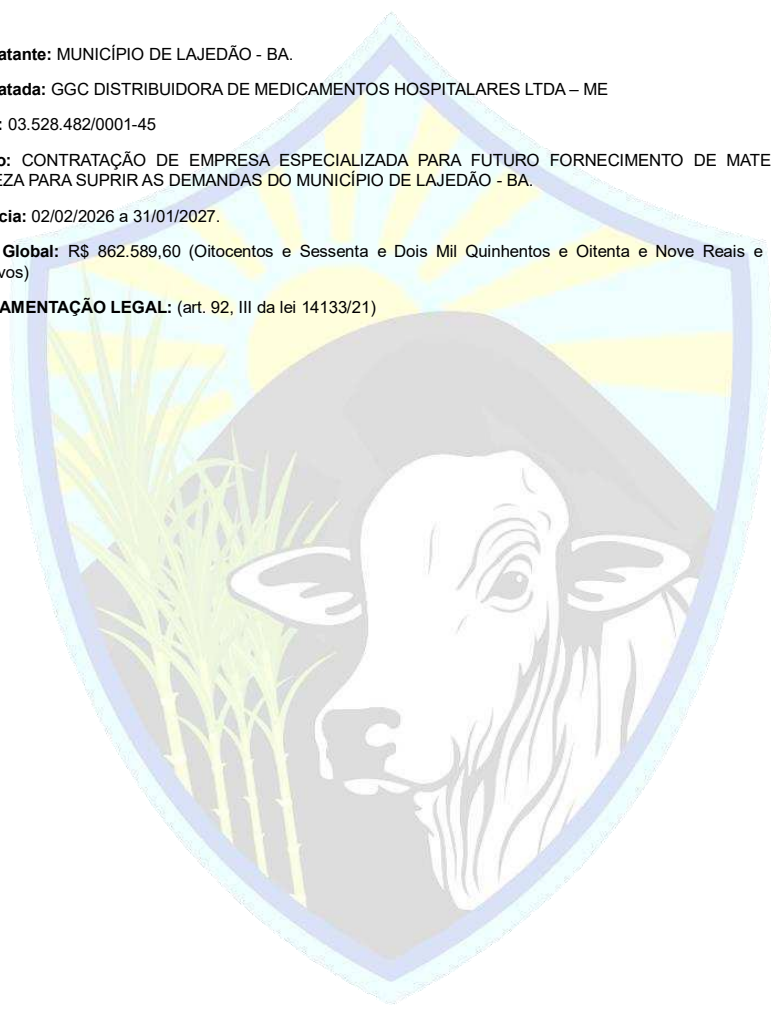 atante: MUNICÍPIO DE LAJEDÃO - BA.
atada: GGC DISTRIBUIDORA DE MEDICAMENTOS HOSPITALARES LTDA – ME
: 03.528.482/0001-45
o: CONTRATAÇÃO DE EMPRESA ESPECIALIZADA PARA FUTURO FORNECIMENTO DE MATE
EZA PARA SUPRIR AS DEMANDAS DO MUNICÍPIO DE LAJEDÃO - BA.
cia: 02/02/2026 a 31/01/2027.
Global: R$ 862.589,60 (Oitocentos e Sessenta e Dois Mil Quinhentos e Oitenta e Nove Reais e
vos)
AMENTAÇÃO LEGAL: (art. 92, III da lei 14133/21)